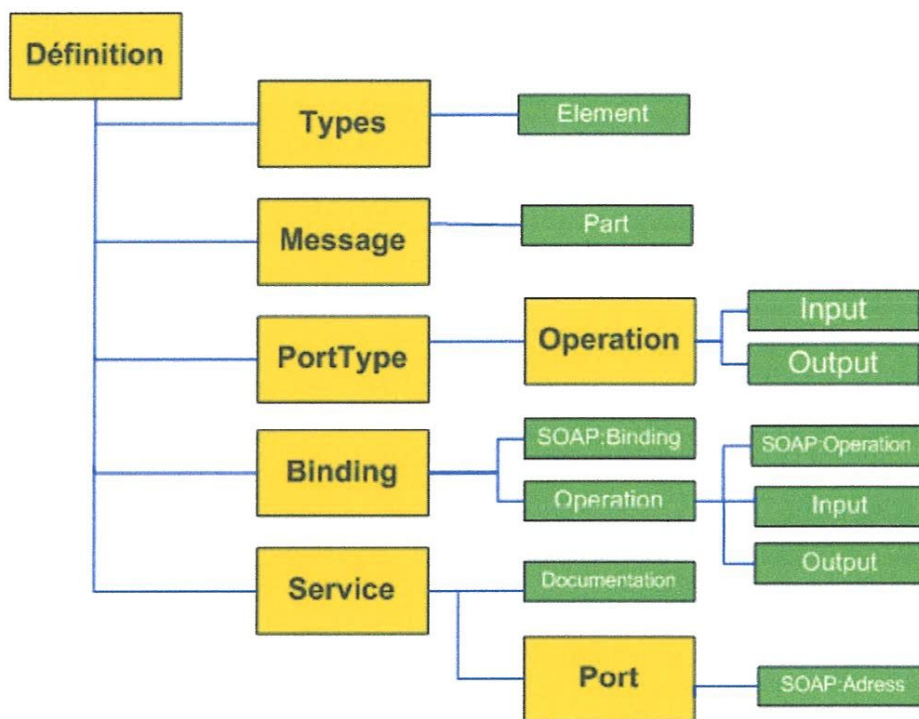 Définition
Types
Element
Message
Part
PortType
Operation
Input
Output
Binding
SOAP:Binding
Operation
SOAP:Operation
Input
Output
Service
Documentation
Port
SOAP:Adress